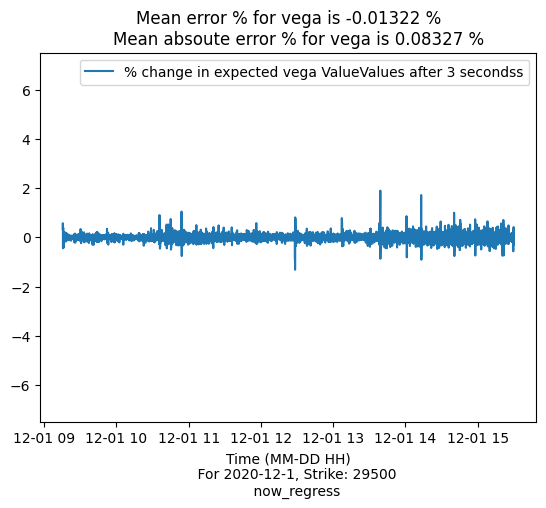 Mean error % for vega is -0.01322 %
Mean absoute error % for vega is 0.08327 %
% change in expected vega ValueValues after 3 secondss
6
4
2
0
−2
−4
−6
12-01 09 12-01 10 12-01 11 12-01 12 12-01 13 12-01 14 12-01 15
Time (MM-DD HH)
For 2020-12-1, Strike: 29500
now_regress